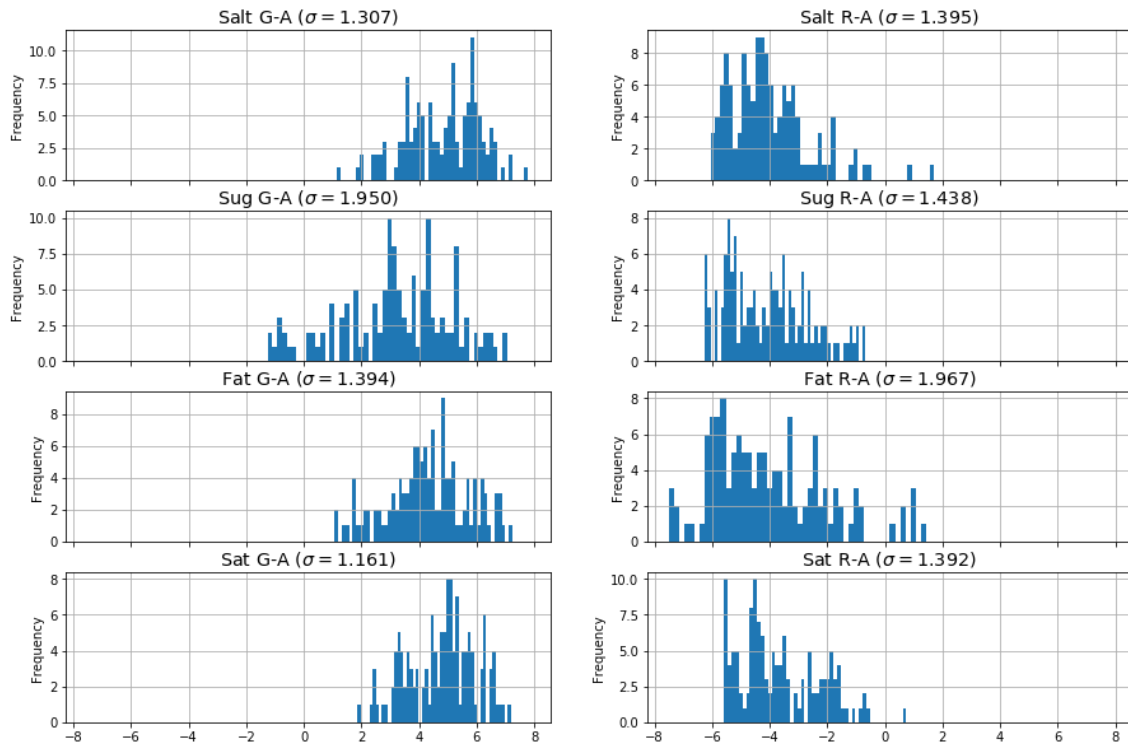 Salt G-A (σ = 1.307)
Frequency
10.0
7.5
5.0
2.5
0.0
Salt R-A (σ = 1.395)
Frequency
8
6
4
2
0
Sug G-A (σ = 1.950)
Frequency
10.0
7.5
5.0
2.5
0.0
Sug R-A (σ = 1.438)
Frequency
8
6
4
2
0
Fat G-A (σ = 1.394)
Frequency
8
6
4
2
0
Fat R-A (σ = 1.967)
Frequency
8
6
4
2
0
Sat G-A (σ = 1.161)
Frequency
8
6
4
2
0
−8 −6 −4 −2 0 2 4 6 8
Sat R-A (σ = 1.392)
Frequency
10.0
7.5
5.0
2.5
0.0
−8 −6 −4 −2 0 2 4 6 8